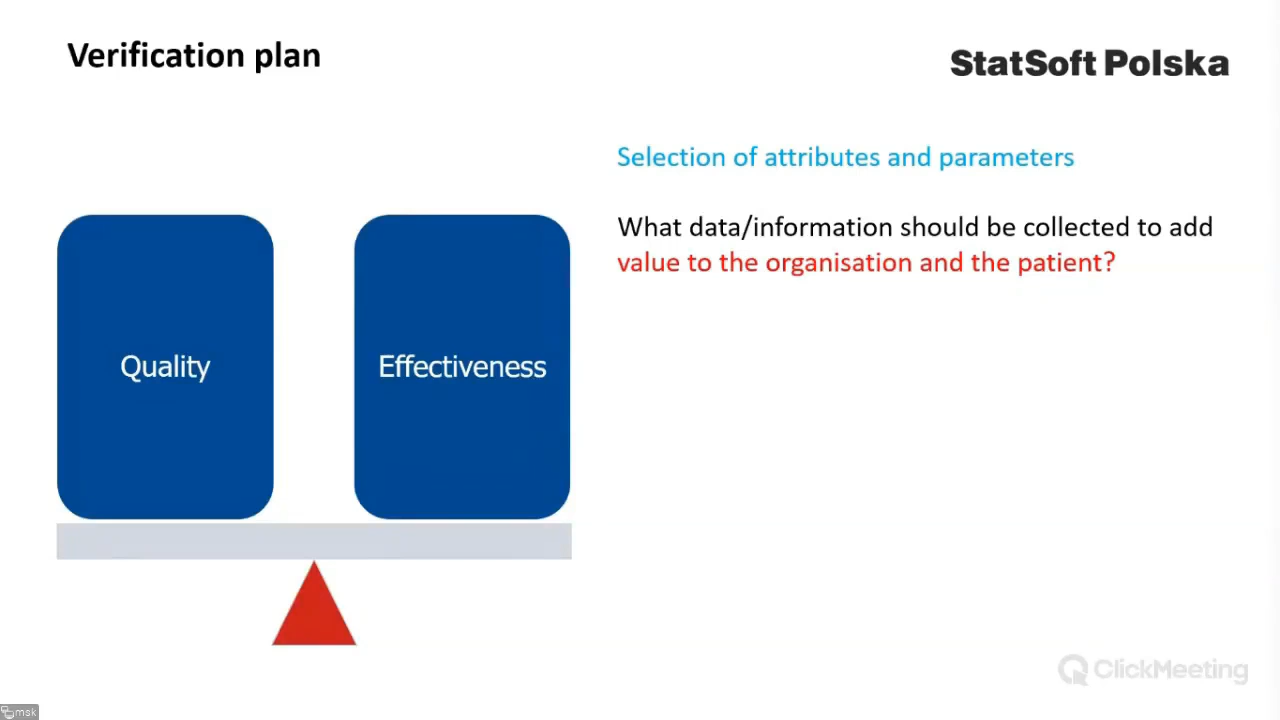 Verification plan
StatSoft Polska
Selection of attributes and parameters
What data/information should be collected to add
value to the organisation and the patient?
Quality
Effectiveness
ClickMeeting
msk